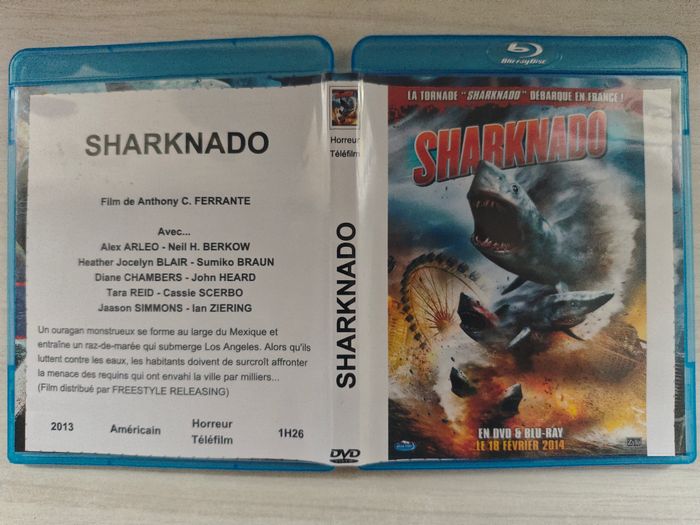 SHARKNADO
Film de Anthony C. FERRANTE
Avec...
Alex ARLEO - Neil H. BERKOW
Heather Jocelyn BLAIR - Sumiko BRAUN
Diane CHAMBERS - John HEARD
Tara REID - Cassie SCERBO
Jaason SIMMONS - Ian ZIERING
Un ouragan monstrueux se forme au large du Mexique et
entraîne un raz-de-marée qui submerge Los Angeles. Alors qu'ils
luttent contre les eaux, les habitants doivent de surcroît affronter
la menace des requins qui ont envahi la ville par milliers...
(Film distribué par FREESTYLE RELEASING)
2013 Américain Horreur 1H26
Téléfilm
Horreur
Téléfilm
SHARKNADO
DVD
VIDEO
Blu-ray Disc
LA TORNADE "SHARKNADO" DÉBARQUE EN FRANCE !
SHARKNADO
EN DVD & BLU-RAY
LE 18 FÉVRIER 2014